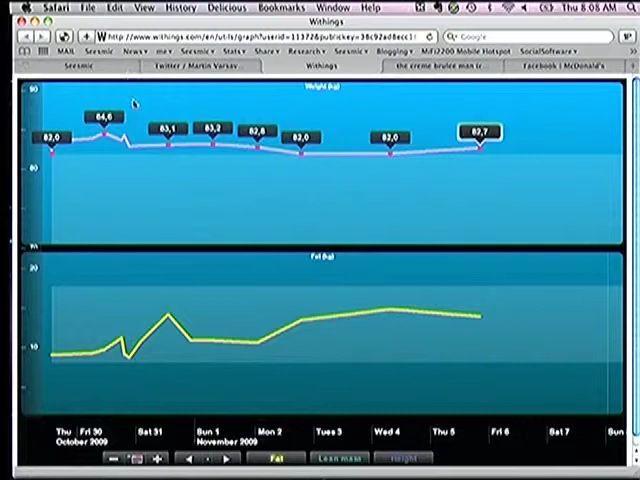 Safari File Edit View History Delicious Bookmarks Window Help Thu 8:08 AM
Withings
http://www.withings.com/en/utils/graph?userid=11372&publickey=38c92ad8ecc1 Google
MAIL Seesmic News me Seesmic Stats Share Research Seesmic Blogging MiFi2200 Mobile Hotspot SocialSoftware
Seesmic Twitter / Martin Varsav... Withings the creme brulee man (c... Facebook | McDonald's
Weight (kg)
90
84,6
82,0 83,1 83,2 82,8 82,0 82,0 82,7
80
70
Fat (kg)
20
10
Thu Fri 30 Sat 31 Sun 1 Mon 2 Tues 3 Wed 4 Thu 5 Fri 6 Sat 7 Sun
October 2009 November 2009
Fat Lean mass Height